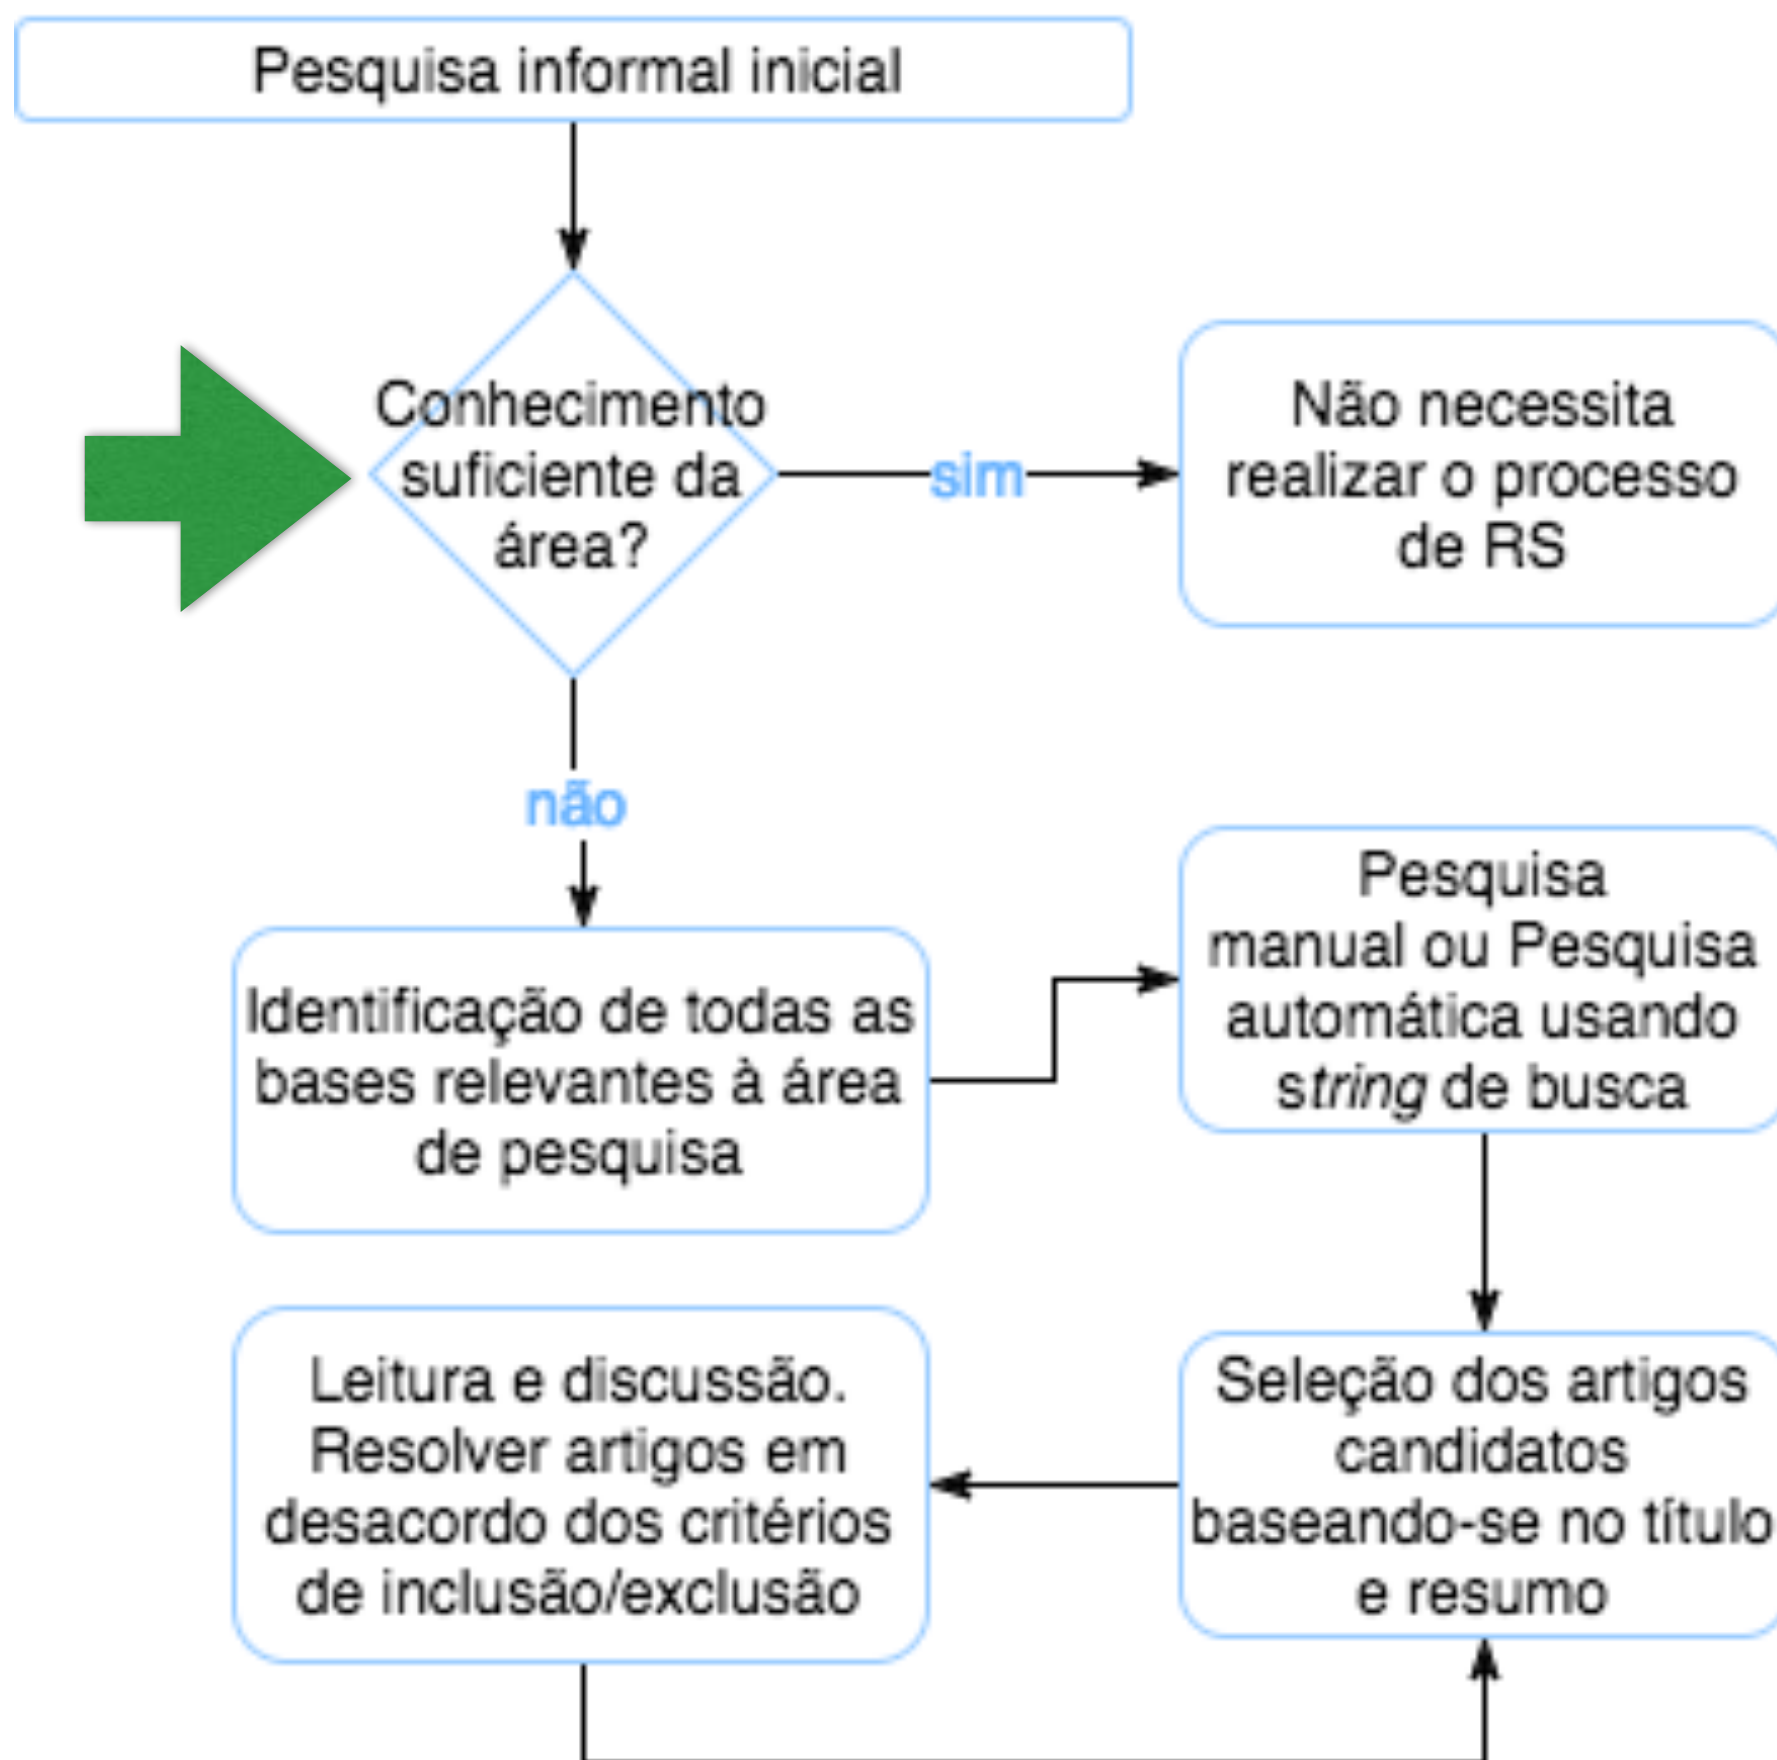 Pesquisa informal inicial
Conhecimento
suficiente da
área?
sim
Não necessita
realizar o processo
de RS
não
Identificação de todas as
bases relevantes à área
de pesquisa
Pesquisa
manual ou Pesquisa
automática usando
string de busca
Seleção dos artigos
candidatos
baseando-se no título
e resumo
Leitura e discussão.
Resolver artigos em
desacordo dos critérios
de inclusão/exclusão